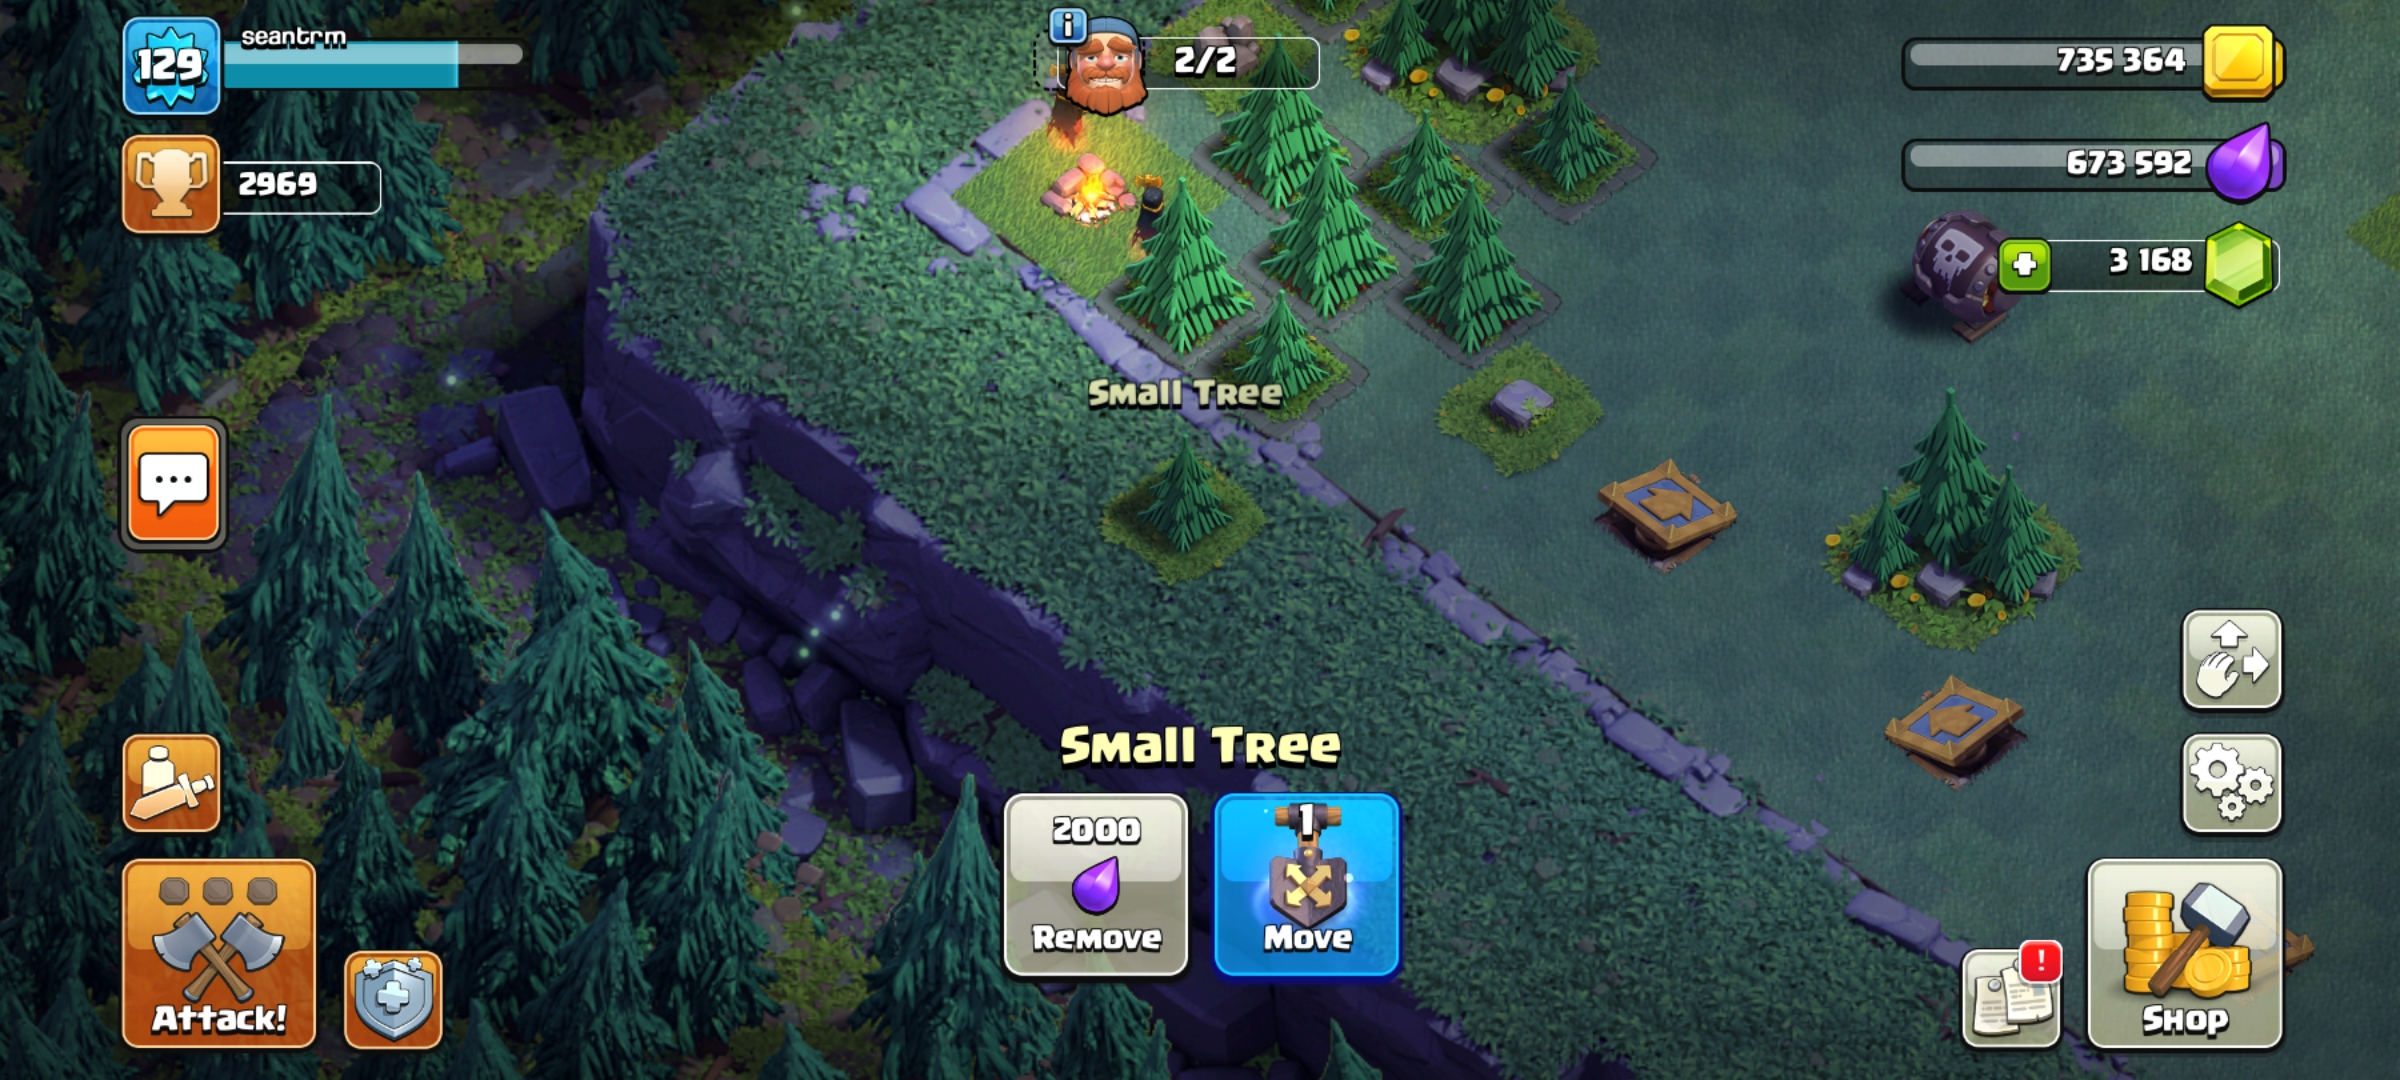 129
seantrm
2/2
735 364
2969
673 592
3 168
Small Tree
Small Tree
2000
1
Remove
Move
Attack!
!
Shop